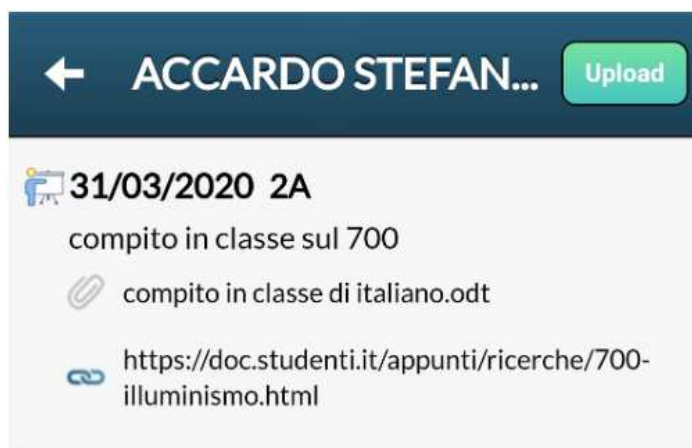 ACCARDO STEFAN...
Upload
31/03/2020 2A
compito in classe sul 700
compito in classe di italiano.odt
https://doc.studenti.it/appunti/ricerche/700-
illuminismo.html